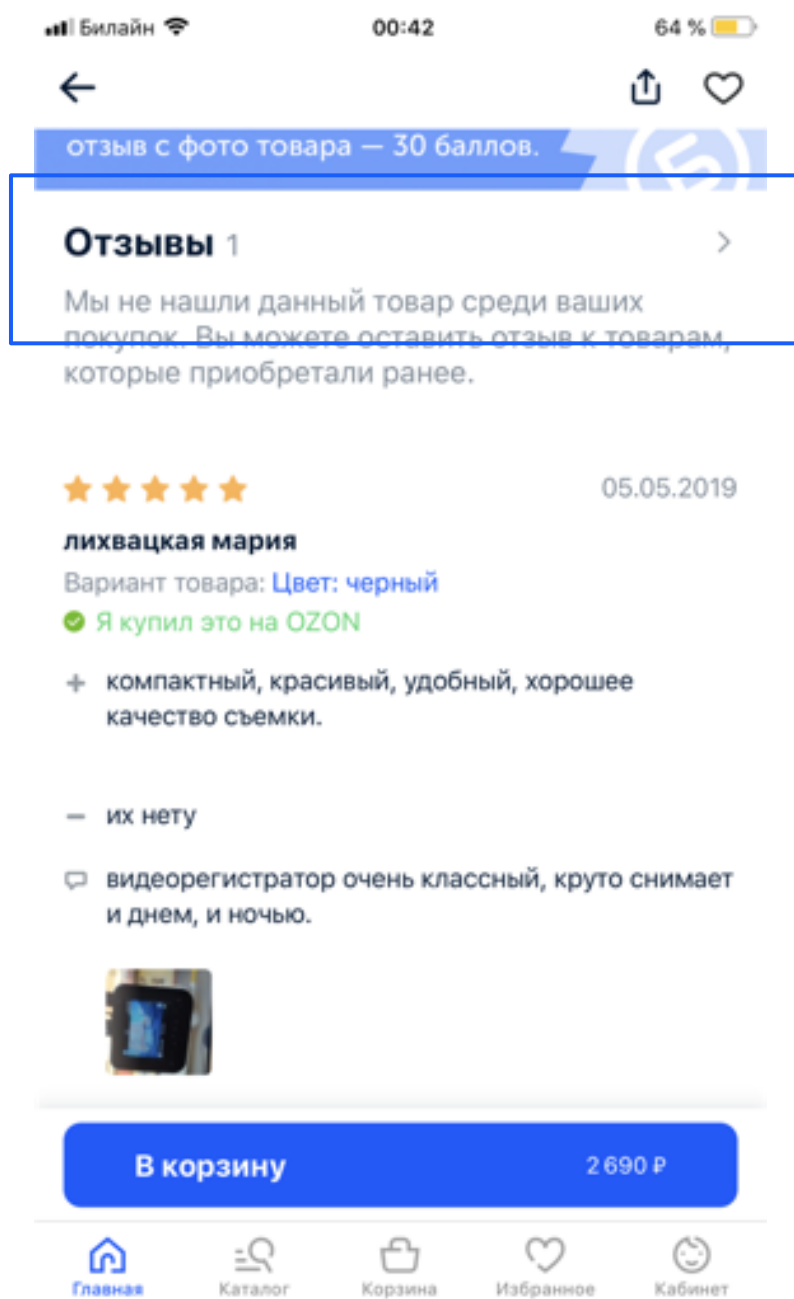 Билайн 00:42 64 %
отзыв с фото товара — 30 баллов.
Отзывы 1
Мы не нашли данный товар среди ваших
покупок. Вы можете оставить отзыв к товарам,
которые приобретали ранее.
05.05.2019
лихвацкая мария
Вариант товара: Цвет: черный
Я купил это на OZON
+ компактный, красивый, удобный, хорошее
качество съемки.
— их нету
видеорегистратор очень классный, круто снимает
и днем, и ночью.
В корзину 2 690 ₽
Главная Каталог Корзина Избранное Кабинет